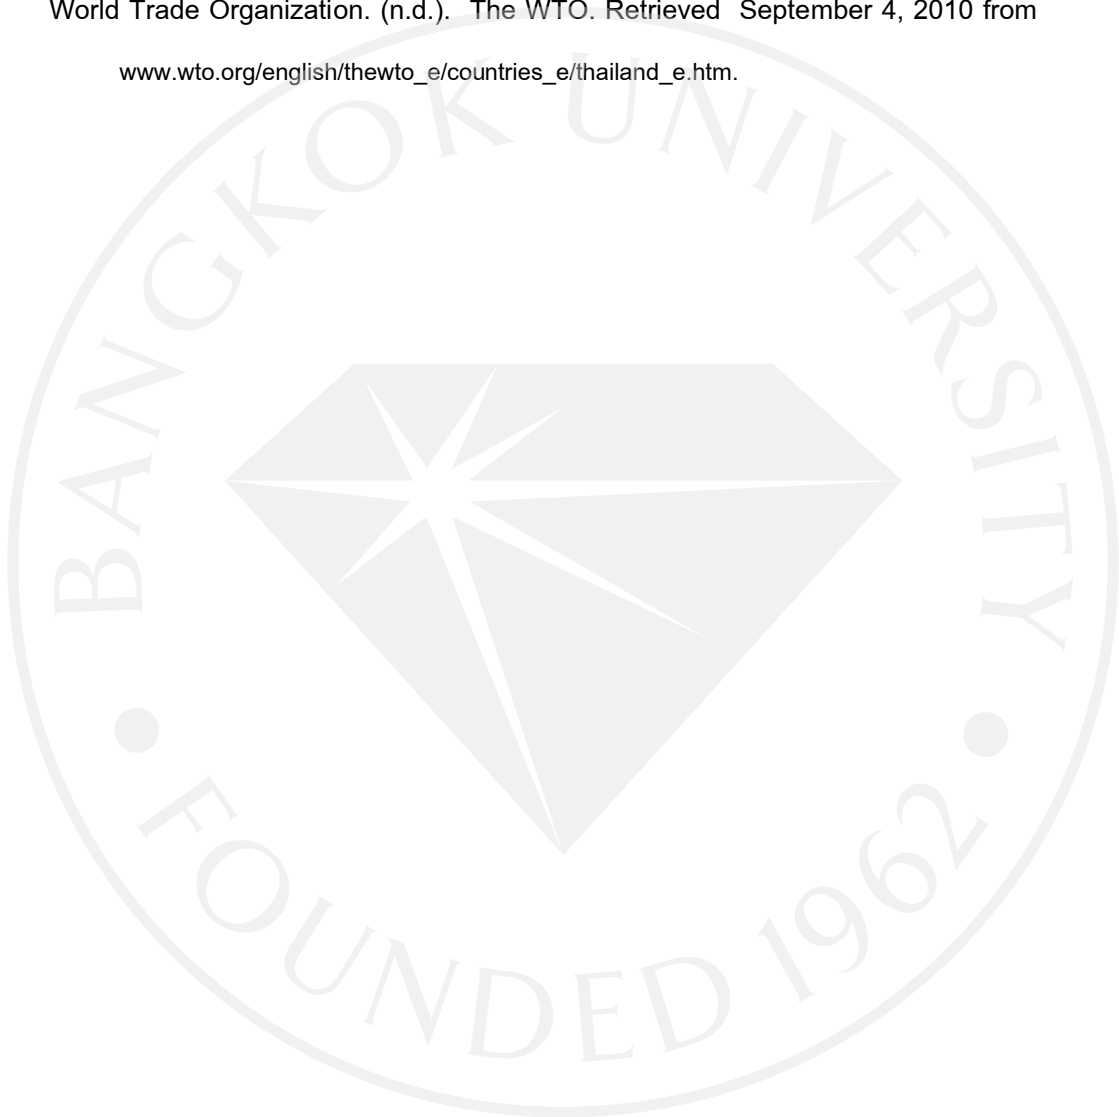 World Trade Organization. (n.d.).  The WTO. Retrieved  September 4, 2010 from
www.wto.org/english/thewto_e/countries_e/thailand_e.htm.
BANGKOK UNIVERSITY
FOUNDED 1962